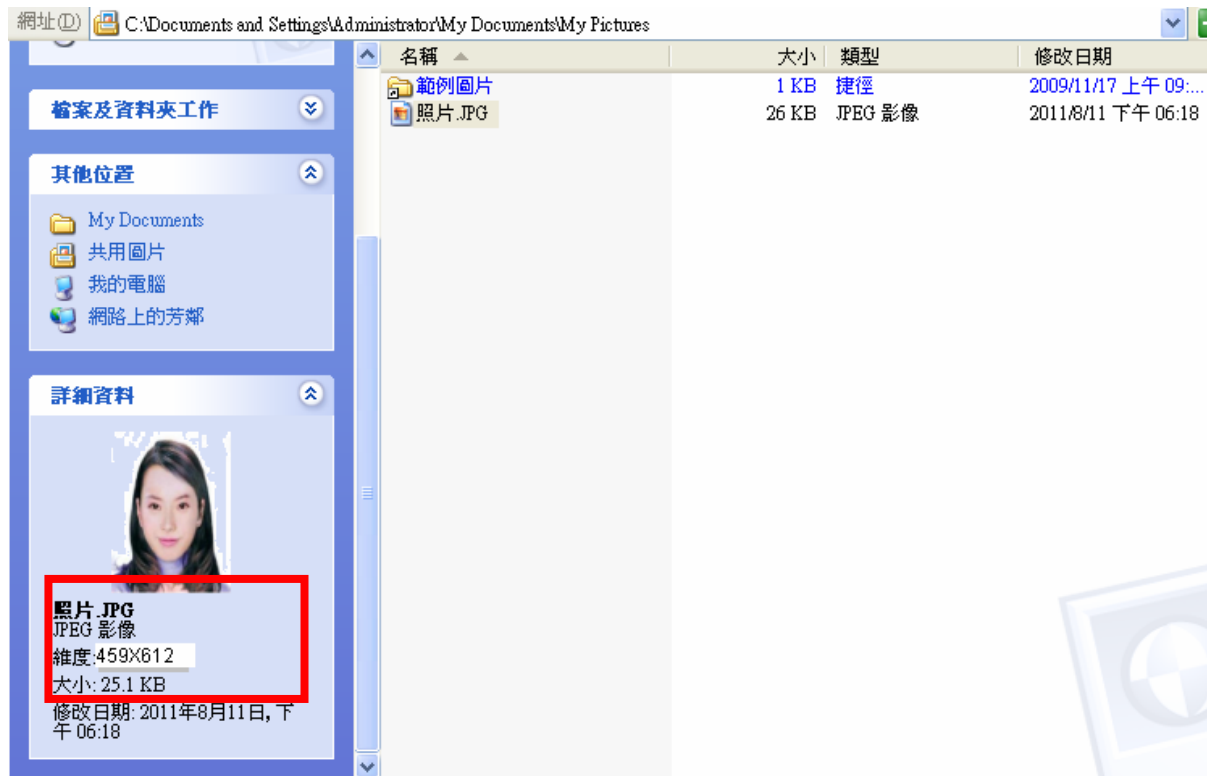 網址(D) C:\Documents and Settings\Administrator\My Documents\My Pictures
名稱 大小 類型 修改日期
範例圖片 1 KB 捷徑 2009/11/17 上午 09:...
照片.JPG 26 KB JPEG 影像 2011/8/11 下午 06:18
檔案及資料夾工作
其他位置
My Documents
共用圖片
我的電腦
網路上的芳鄰
詳細資料
照片.JPG
JPEG 影像
維度:459X612
大小: 25.1 KB
修改日期: 2011年8月11日, 下
午 06:18